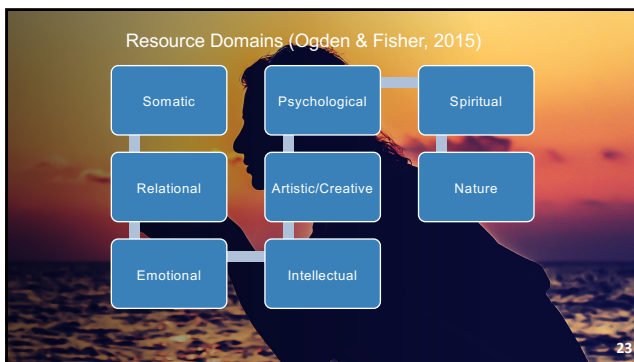 Resource Domains (Ogden & Fisher, 2015)
Somatic
Relational
Emotional
Intellectual
Artistic/Creative
Psychological
Spiritual
Nature
23